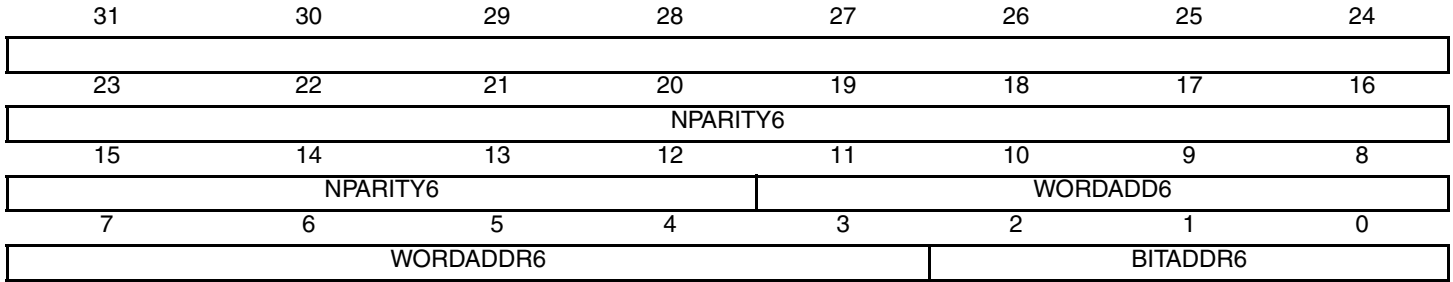 31 30 29 28 27 26 25 24
23 22 21 20 19 18 17 16
NPARITY6
15 14 13 12 11 10 9 8
NPARITY6 WORDADD6
7 6 5 4 3 2 1 0
WORDADDR6 BITADDR6